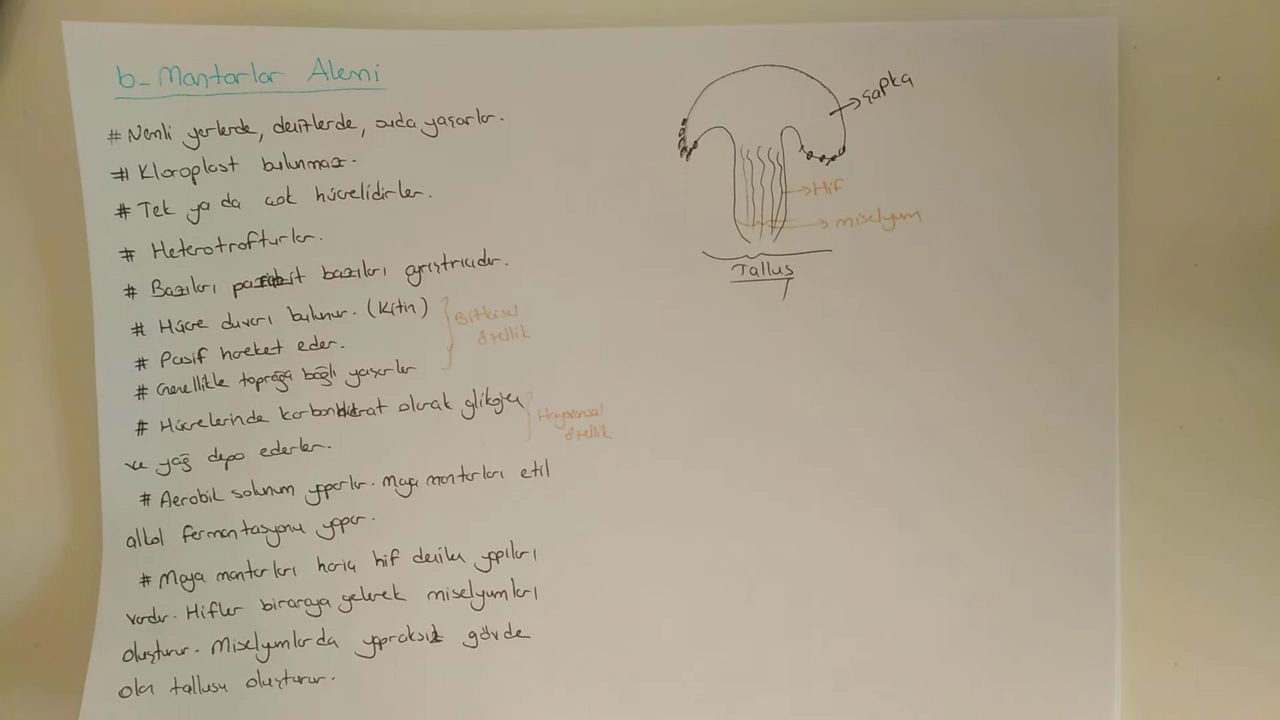 b- Mantarlar Alemi
# Nemli yerlerde, denizlerde, suda yaşarlar.
# Kloroplast bulunmaz.
# Tek ya da çok hücrelidirler.
# Heterotrofturlar.
# Bazıları parazit bazıları ayrıştırıcıdır.
# Hücre duvarı bulunur. (Kitin)
# Pasif hareket eder.
# Genellikle toprağa bağlı yaşarlar
Bitkisel
özellik
# Hücrelerinde karbonhidrat olarak glikojen
ve yağ depo ederler.
Hayvansal
özellik
# Aerobik solunum yaparlar. Maya mantarları etil
alkol fermantasyonu yapar.
# Maya mantarları hariç hif denilen yapıları
vardır. Hifler biraraya gelerek miselyumları
oluşturur. Miselyumlarda yapraksız gövde
olan tallusu oluşturur.
şapka
Hif
miselyum
Tallus